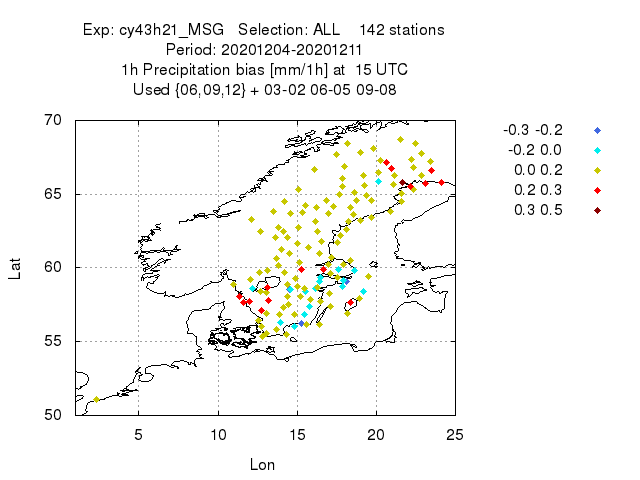 Exp: cy43h21_MSG   Selection: ALL    142 stations
Period: 20201204-20201211
1h Precipitation bias [mm/1h] at  15 UTC
Used {06,09,12} + 03-02 06-05 09-08
70
65
60
55
50
Lat
5
10
15
20
25
Lon
-0.3 -0.2
-0.2 0.0
0.0 0.2
0.2 0.3
0.3 0.5